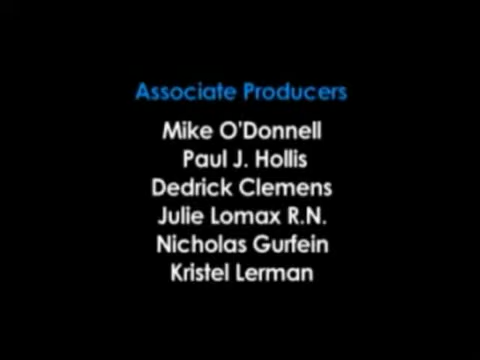 Associate Producers
Mike O'Donnell
Paul J. Hollis
Dedrick Clemens
Julie Lomax R.N.
Nicholas Gurfein
Kristel Lerman